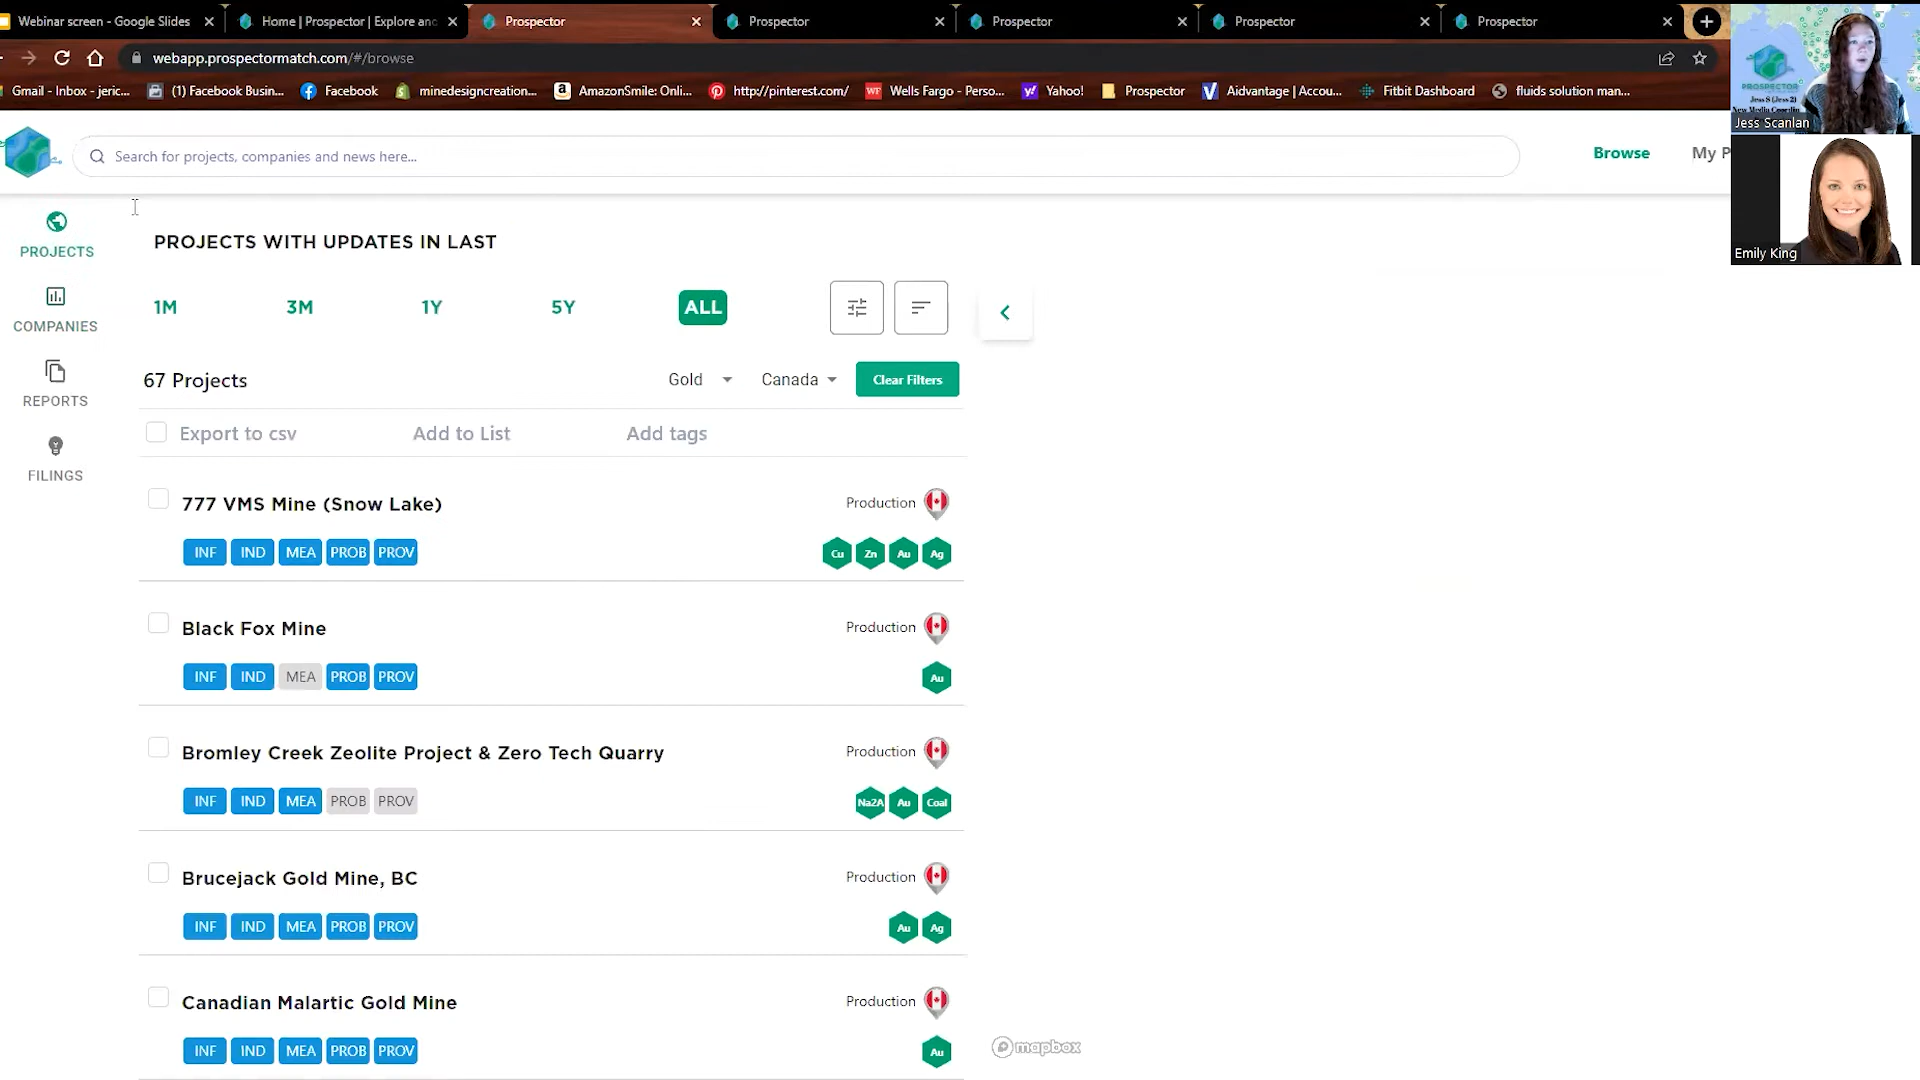 Webinar screen - Google Slides
Home | Prospector | Explore and
Prospector
Prospector
Prospector
Prospector
Prospector
webapp.prospectormatch.com/#/browse
Gmail - Inbox - jeric...
(1) Facebook Busin...
Facebook
minedesigncreation...
AmazonSmile: Onli...
http://pinterest.com/
WF
Wells Fargo - Perso...
Yahoo!
Prospector
Aidvantage | Accou...
Fitbit Dashboard
fluids solution man...
PROSPECTOR
Jess S (Jess 2)
Jess Scanlan
Search for projects, companies and news here...
Browse
My P
Emily King
PROJECTS
COMPANIES
REPORTS
FILINGS
PROJECTS WITH UPDATES IN LAST
1M 3M 1Y 5Y ALL
67 Projects
Gold
Canada
Clear Filters
Export to csv
Add to List
Add tags
777 VMS Mine (Snow Lake)
Production
INF IND MEA PROB PROV
Cu Zn Au Ag
Black Fox Mine
Production
INF IND MEA PROB PROV
Au
Bromley Creek Zeolite Project & Zero Tech Quarry
Production
INF IND MEA PROB PROV
Na2A Au Coal
Brucejack Gold Mine, BC
Production
INF IND MEA PROB PROV
Au Ag
Canadian Malartic Gold Mine
Production
INF IND MEA PROB PROV
Au
mapbox